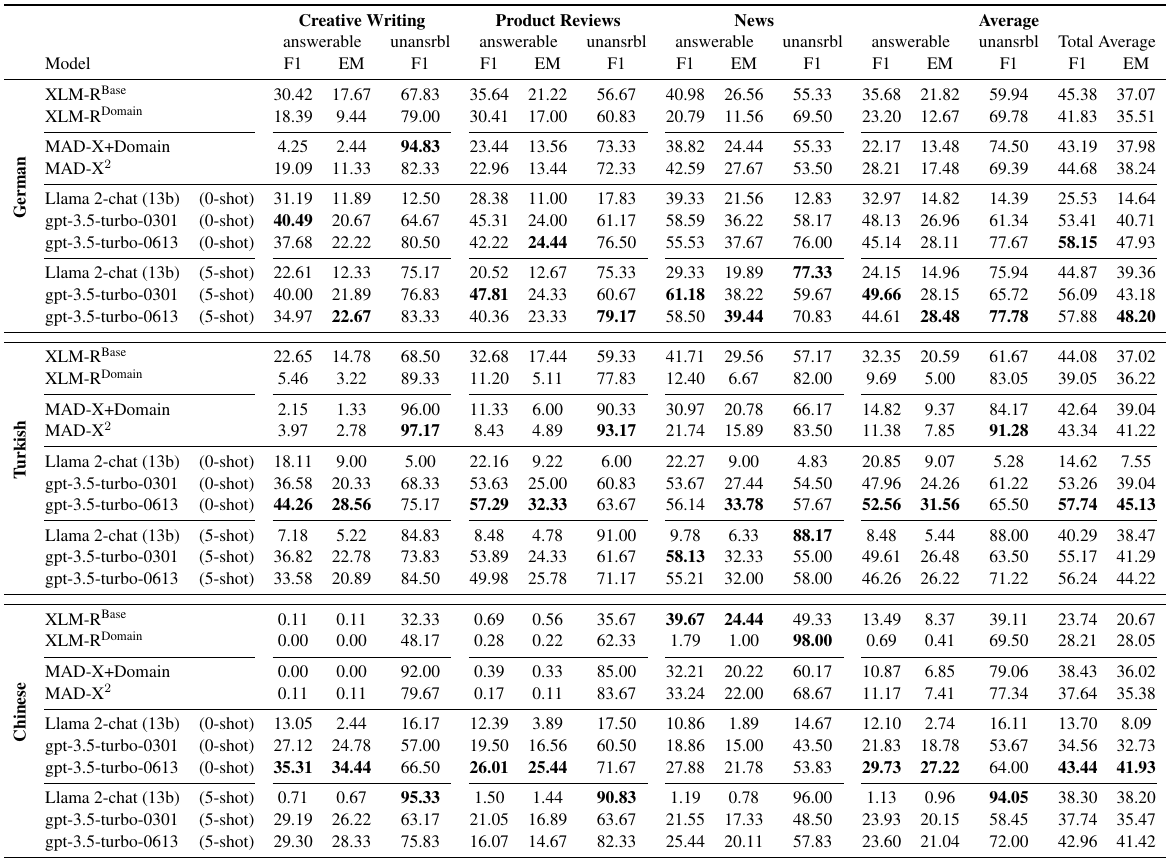 Creative Writing Product Reviews News Average
answerable unansrbl answerable unansrbl answerable unansrbl answerable unansrbl Total Average
Model F1 EM F1 F1 EM F1 F1 EM F1 F1 EM F1 F1 EM
German
XLM-R^Base 30.42 17.67 67.83 35.64 21.22 56.67 40.98 26.56 55.33 35.68 21.82 59.94 45.38 37.07
XLM-R^Domain 18.39 9.44 79.00 30.41 17.00 60.83 20.79 11.56 69.50 23.20 12.67 69.78 41.83 35.51
MAD-X+Domain 4.25 2.44 94.83 23.44 13.56 73.33 38.82 24.44 55.33 22.17 13.48 74.50 43.19 37.98
MAD-X² 19.09 11.33 82.33 22.96 13.44 72.33 42.59 27.67 53.50 28.21 17.48 69.39 44.68 38.24
Llama 2-chat (13b) (0-shot) 31.19 11.89 12.50 28.38 11.00 17.83 39.33 21.56 12.83 32.97 14.82 14.39 25.53 14.64
gpt-3.5-turbo-0301 (0-shot) 40.49 20.67 64.67 45.31 24.00 61.17 58.59 36.22 58.17 48.13 26.96 61.34 53.41 40.71
gpt-3.5-turbo-0613 (0-shot) 37.68 22.22 80.50 42.22 24.44 76.50 55.53 37.67 76.00 45.14 28.11 77.67 58.15 47.93
Llama 2-chat (13b) (5-shot) 22.61 12.33 75.17 20.52 12.67 75.33 29.33 19.89 77.33 24.15 14.96 75.94 44.87 39.36
gpt-3.5-turbo-0301 (5-shot) 40.00 21.89 76.83 47.81 24.33 60.67 61.18 38.22 59.67 49.66 28.15 65.72 56.09 43.18
gpt-3.5-turbo-0613 (5-shot) 34.97 22.67 83.33 40.36 23.33 79.17 58.50 39.44 70.83 44.61 28.48 77.78 57.88 48.20
Turkish
XLM-R^Base 22.65 14.78 68.50 32.68 17.44 59.33 41.71 29.56 57.17 32.35 20.59 61.67 44.08 37.02
XLM-R^Domain 5.46 3.22 89.33 11.20 5.11 77.83 12.40 6.67 82.00 9.69 5.00 83.05 39.05 36.22
MAD-X+Domain 2.15 1.33 96.00 11.33 6.00 90.33 30.97 20.78 66.17 14.82 9.37 84.17 42.64 39.04
MAD-X² 3.97 2.78 97.17 8.43 4.89 93.17 21.74 15.89 83.50 11.38 7.85 91.28 43.34 41.22
Llama 2-chat (13b) (0-shot) 18.11 9.00 5.00 22.16 9.22 6.00 22.27 9.00 4.83 20.85 9.07 5.28 14.62 7.55
gpt-3.5-turbo-0301 (0-shot) 36.58 20.33 68.33 53.63 25.00 60.83 53.67 27.44 54.50 47.96 24.26 61.22 53.26 39.04
gpt-3.5-turbo-0613 (0-shot) 44.26 28.56 75.17 57.29 32.33 63.67 56.14 33.78 57.67 52.56 31.56 65.50 57.74 45.13
Llama 2-chat (13b) (5-shot) 7.18 5.22 84.83 8.48 4.78 91.00 9.78 6.33 88.17 8.48 5.44 88.00 40.29 38.47
gpt-3.5-turbo-0301 (5-shot) 36.82 22.78 73.83 53.89 24.33 61.67 58.13 32.33 55.00 49.61 26.48 63.50 55.17 41.29
gpt-3.5-turbo-0613 (5-shot) 33.58 20.89 84.50 49.98 25.78 71.17 55.21 32.00 58.00 46.26 26.22 71.22 56.24 44.22
Chinese
XLM-R^Base 0.11 0.11 32.33 0.69 0.56 35.67 39.67 24.44 49.33 13.49 8.37 39.11 23.74 20.67
XLM-R^Domain 0.00 0.00 48.17 0.28 0.22 62.33 1.79 1.00 98.00 0.69 0.41 69.50 28.21 28.05
MAD-X+Domain 0.00 0.00 92.00 0.39 0.33 85.00 32.21 20.22 60.17 10.87 6.85 79.06 38.43 36.02
MAD-X² 0.11 0.11 79.67 0.17 0.11 83.67 33.24 22.00 68.67 11.17 7.41 77.34 37.64 35.38
Llama 2-chat (13b) (0-shot) 13.05 2.44 16.17 12.39 3.89 17.50 10.86 1.89 14.67 12.10 2.74 16.11 13.70 8.09
gpt-3.5-turbo-0301 (0-shot) 27.12 24.78 57.00 19.50 16.56 60.50 18.86 15.00 43.50 21.83 18.78 53.67 34.56 32.73
gpt-3.5-turbo-0613 (0-shot) 35.31 34.44 66.50 26.01 25.44 71.67 27.88 21.78 53.83 29.73 27.22 64.00 43.44 41.93
Llama 2-chat (13b) (5-shot) 0.71 0.67 95.33 1.50 1.44 90.83 1.19 0.78 96.00 1.13 0.96 94.05 38.30 38.20
gpt-3.5-turbo-0301 (5-shot) 29.19 26.22 63.17 21.05 16.89 63.67 21.55 17.33 48.50 23.93 20.15 58.45 37.74 35.47
gpt-3.5-turbo-0613 (5-shot) 29.30 28.33 75.83 16.07 14.67 82.33 25.44 20.11 57.83 23.60 21.04 72.00 42.96 41.42